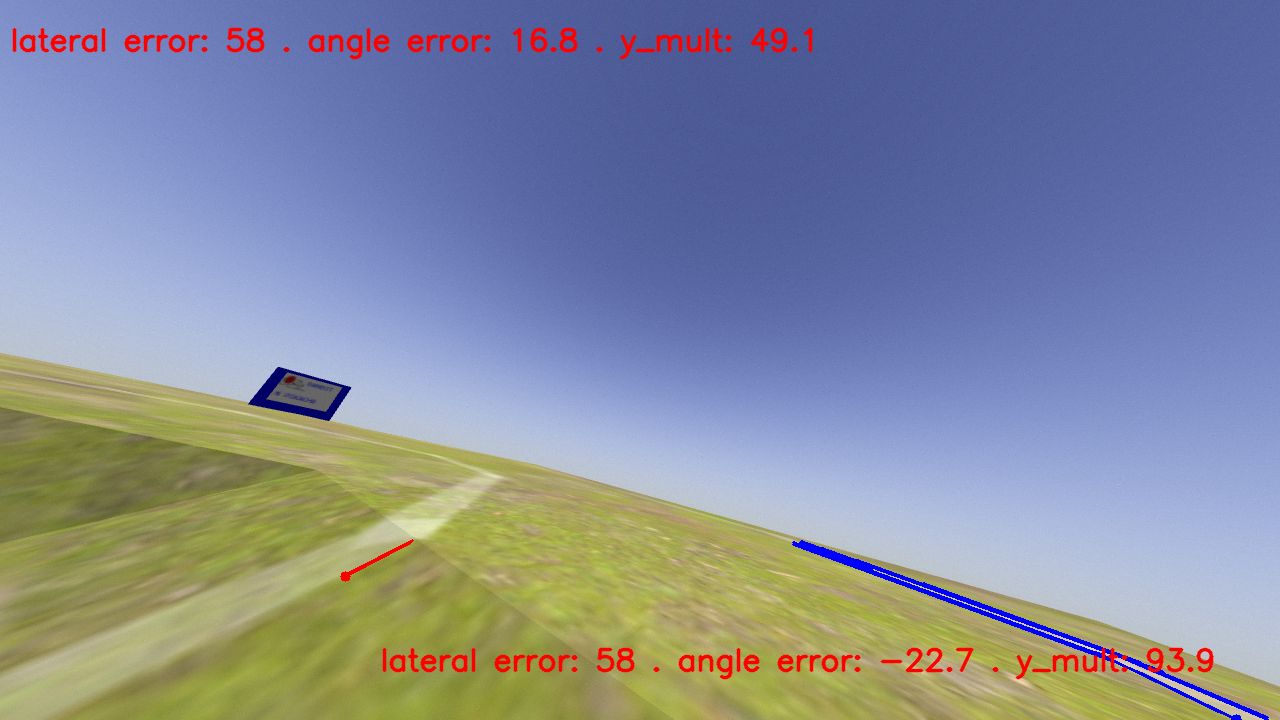 lateral error: 58 . angle error: 16.8 . y_mult: 49.1
lateral error: 58 . angle error: -22.7 . y_mult: 93.9